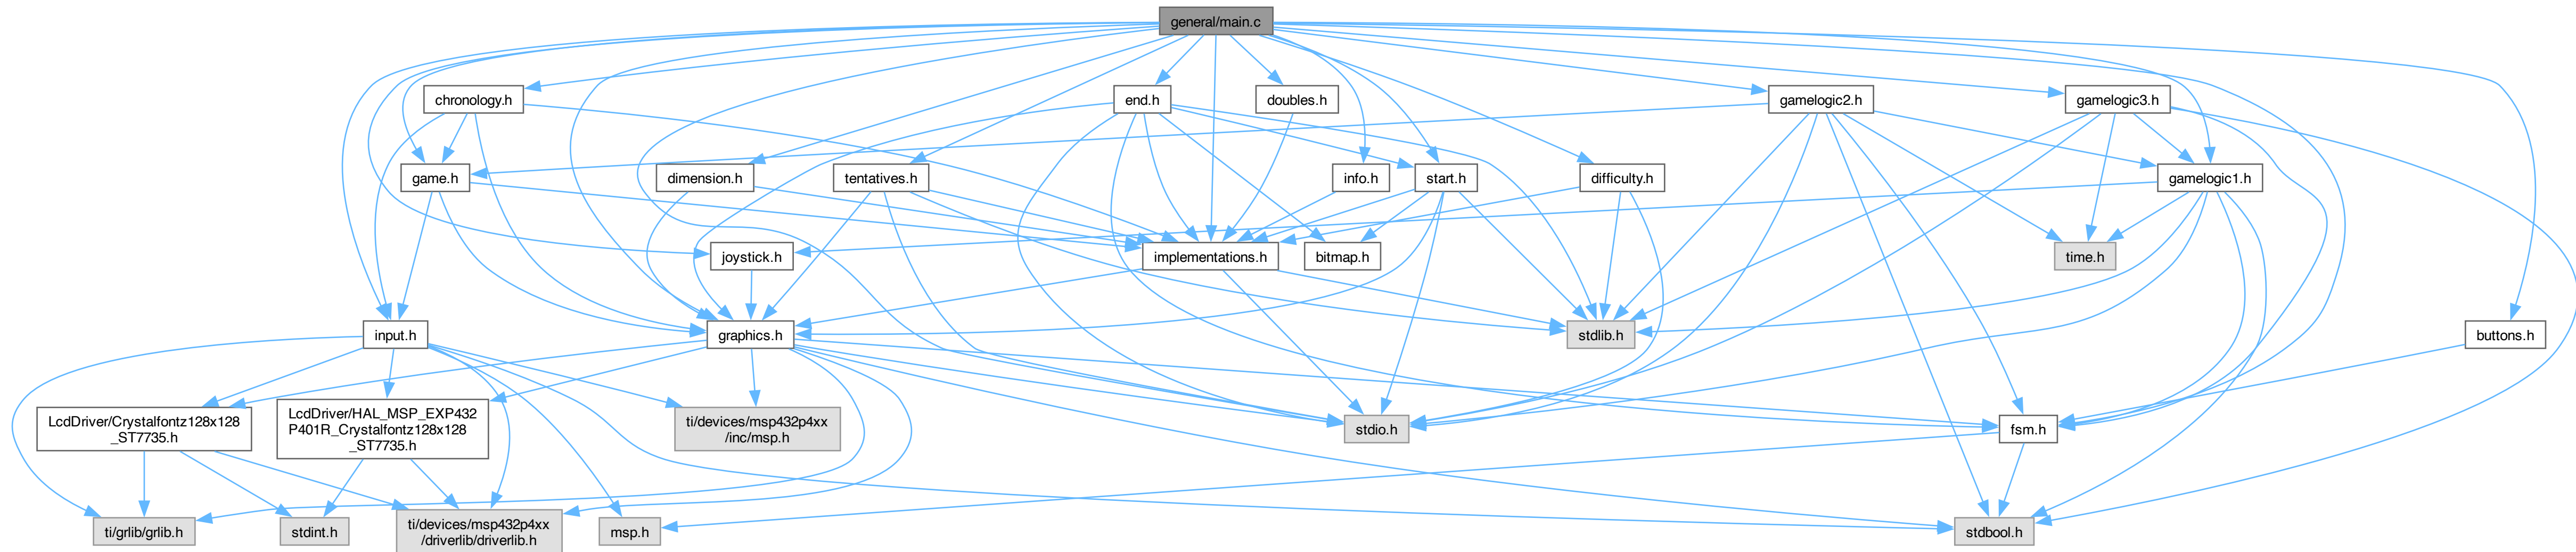 general/main.c
chronology.h
end.h
doubles.h
gamelogic2.h
gamelogic3.h
game.h
dimension.h
tentatives.h
info.h
start.h
difficulty.h
gamelogic1.h
joystick.h
implementations.h
bitmap.h
time.h
input.h
graphics.h
stdlib.h
buttons.h
LcdDriver/Crystalfontz128x128
_ST7735.h
LcdDriver/HAL_MSP_EXP432
P401R_Crystalfontz128x128
_ST7735.h
ti/devices/msp432p4xx
/inc/msp.h
stdio.h
fsm.h
ti/grlib/grlib.h
stdint.h
ti/devices/msp432p4xx
/driverlib/driverlib.h
msp.h
stdbool.h